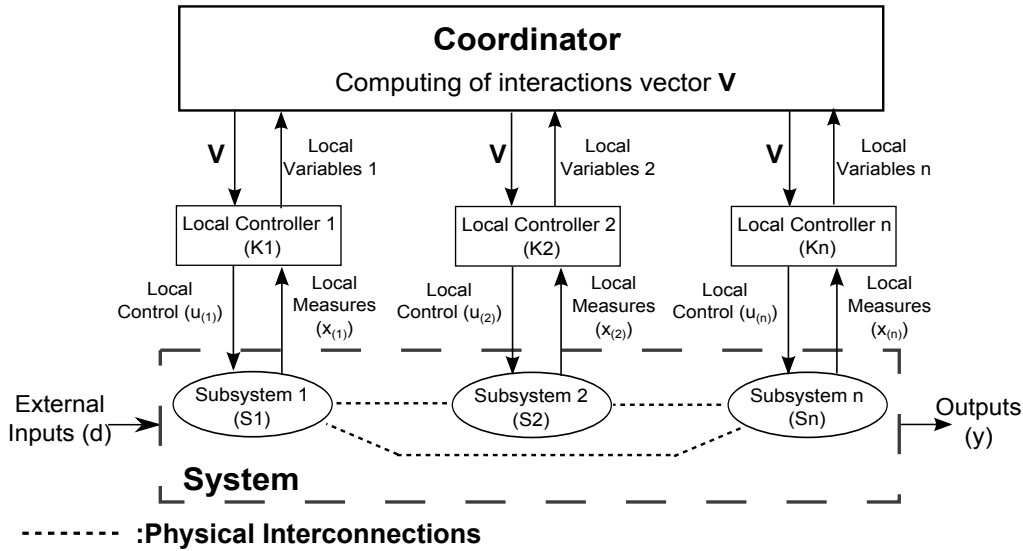 Coordinator
Computing of interactions vector V
V
Local
Variables 1
V
Local
Variables 2
V
Local
Variables n
Local Controller 1
(K1)
Local Controller 2
(K2)
Local Controller n
(Kn)
Local
Control (u(1))
Local
Measures
(x(1))
Local
Control (u(2))
Local
Measures
(x(2))
Local
Control (u(n))
Local
Measures
(x(n))
External
Inputs (d)
Subsystem 1
(S1)
Subsystem 2
(S2)
Subsystem n
(Sn)
Outputs
(y)
System
:Physical Interconnections